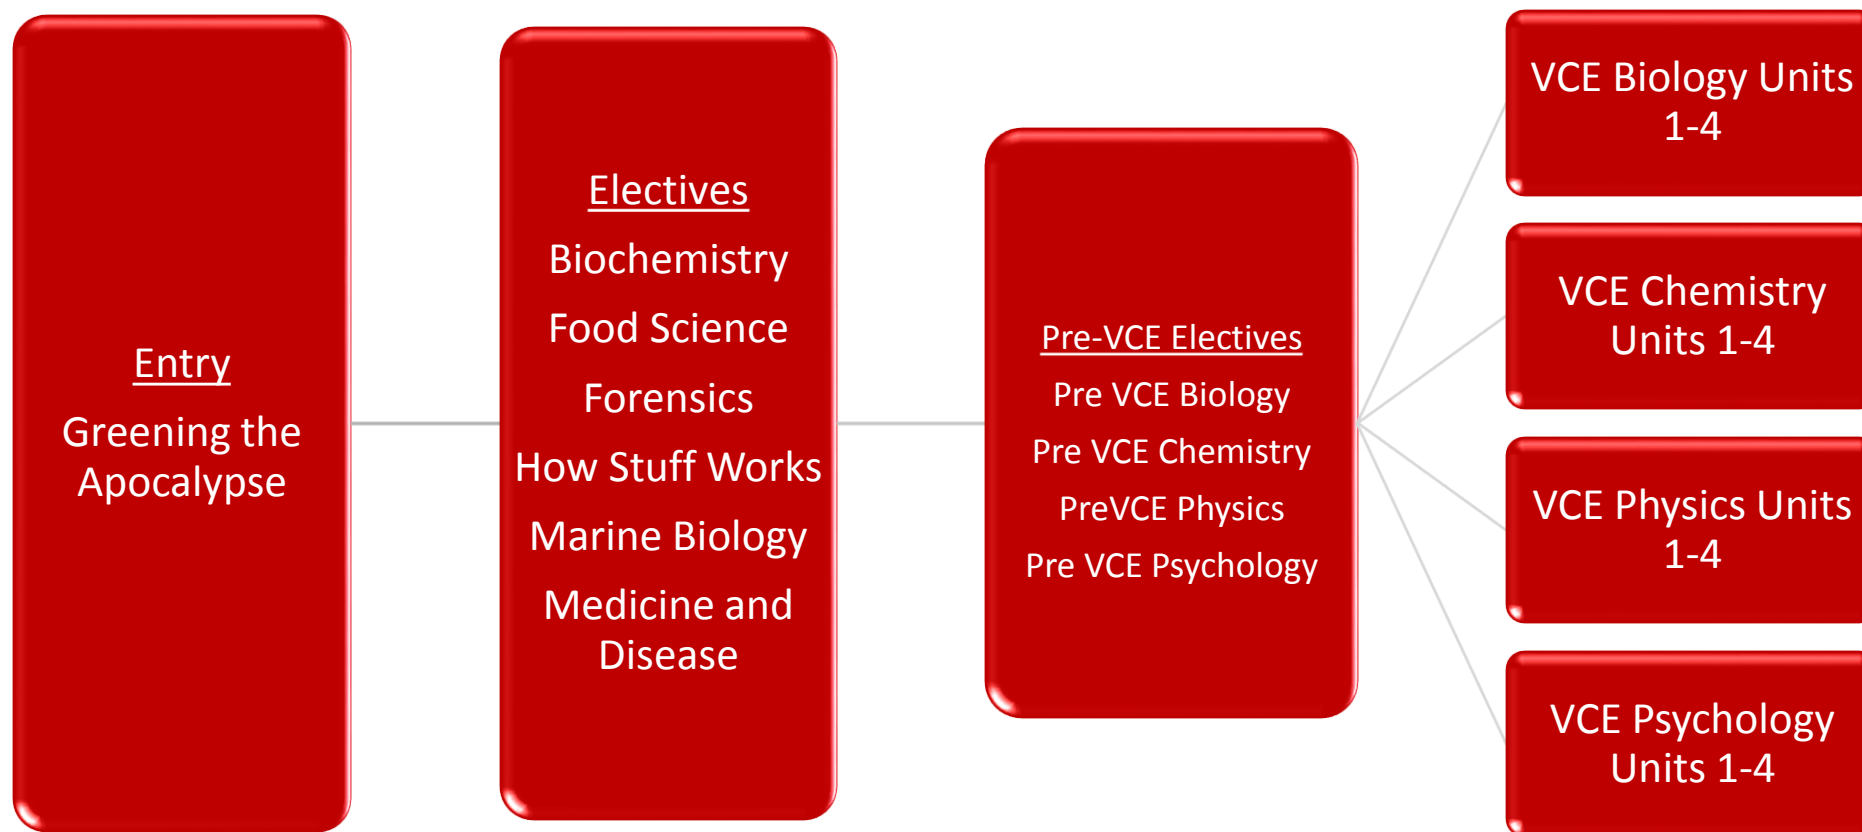 Entry
Greening the
Apocalypse
Electives
Biochemistry
Food Science
Forensics
How Stuff Works
Marine Biology
Medicine and
Disease
Pre-VCE Electives
Pre VCE Biology
Pre VCE Chemistry
PreVCE Physics
Pre VCE Psychology
VCE Biology Units
1-4
VCE Chemistry
Units 1-4
VCE Physics Units
1-4
VCE Psychology
Units 1-4